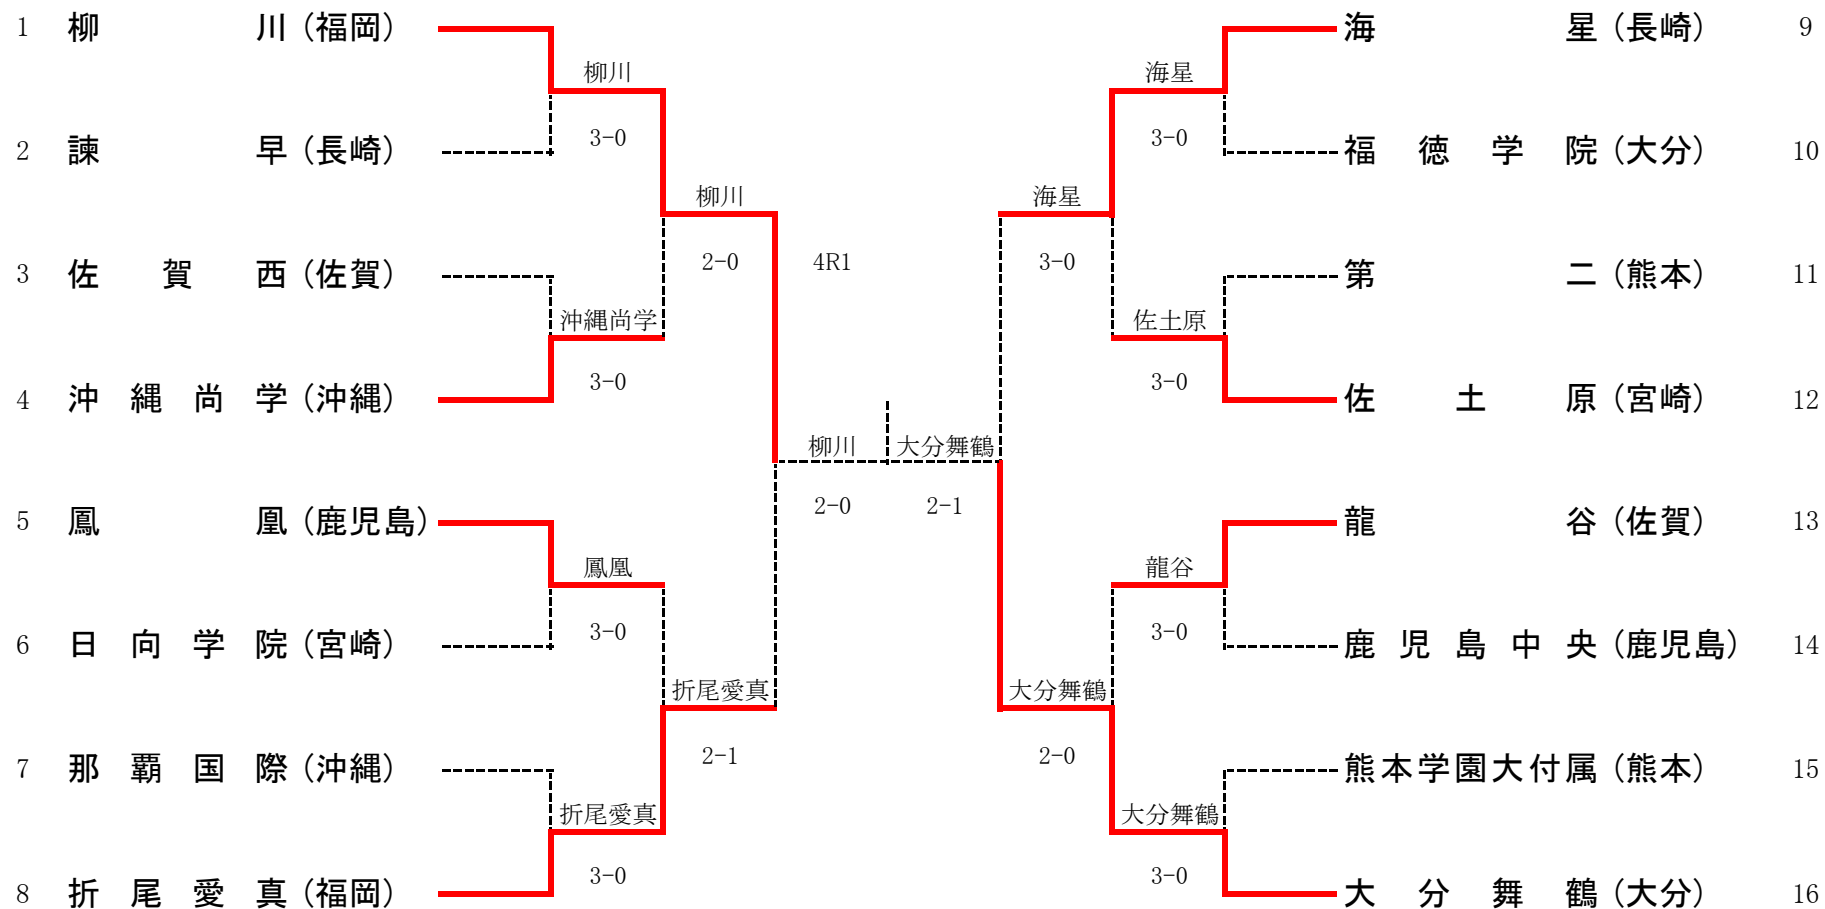 1 柳川（福岡） 海星（長崎） 9
柳川 海星
3-0 3-0
2 諫早（長崎） 福徳学院（大分） 10
柳川 海星
3 佐賀西（佐賀） 2-0 4R1 3-0 第二（熊本） 11
沖縄尚学 佐土原
3-0 3-0
4 沖縄尚学（沖縄） 佐土原（宮崎） 12
柳川 大分舞鶴
2-0 2-1
5 鳳凰（鹿児島） 龍谷（佐賀） 13
鳳凰 龍谷
3-0 3-0
6 日向学院（宮崎） 鹿児島中央（鹿児島） 14
折尾愛真 大分舞鶴
2-1 2-0
7 那覇国際（沖縄） 熊本学園大付属（熊本） 15
折尾愛真 大分舞鶴
3-0 3-0
8 折尾愛真（福岡） 大分舞鶴（大分） 16